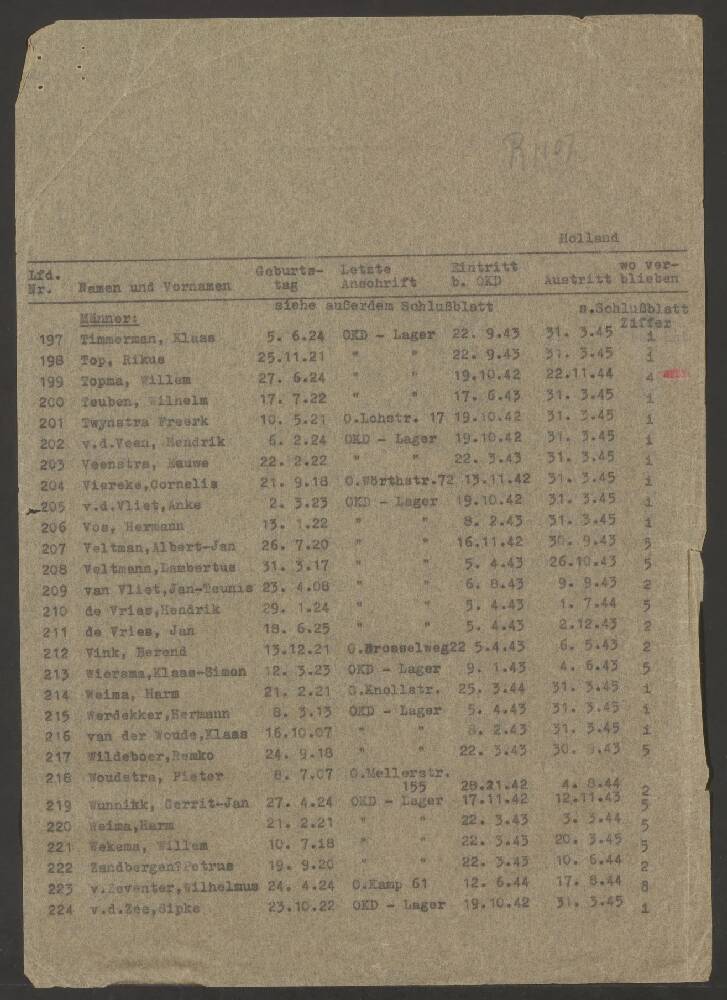 Holland
Lfd. Nr. Namen und Vornamen Geburts-tag Letzte Anschrift Eintritt b. OKD Austritt wo ver-blieben
siehe außerdem Schlußblatt s.Schlußblatt
Männer: Ziffer
197 Timmerman, Klaas 5. 6.24 OKD - Lager 22. 9.43 31. 3.45 1
198 Top, Rikus 25.11.21 " " 22. 9.43 31. 3.45 1
199 Topma, Willem 27. 6.24 " " 19.10.42 22.11.44 4
200 Teuben, Wilhelm 17. 7.22 " " 17. 6.43 31. 3.45 1
201 Twynstra Freerk 10. 5.21 O.Lohstr. 17 19.10.42 31. 3.45 1
202 v.d.Veen, Hendrik 6. 2.24 OKD - Lager 19.10.42 31. 3.45 1
203 Veenstra, Mauwe 22. 2.22 " " 22. 3.43 31. 3.45 1
204 Viereke,Cornelis 21. 9.18 O.Wörthstr.72 13.11.42 31. 3.45 1
205 v.d.Vliet,Anke 2. 3.23 OKD - Lager 19.10.42 31. 3.45 1
206 Vos, Hermann 13. 1.22 " " 8. 2.43 31. 3.45 1
207 Veltman,Albert-Jan 26. 7.20 " " 16.11.42 30. 9.43 5
208 Veltmann,Lambertus 31. 3.17 " " 5. 4.43 26.10.43 5
209 van Vliet,Jan-Teunis 23. 4.08 " " 6. 8.43 9. 9.43 2
210 de Vries,Hendrik 29. 1.24 " " 5. 4.43 1. 7.44 5
211 de Vries, Jan 18. 6.25 " " 5. 4.43 2.12.43 2
212 Vink, Berend 13.12.21 O.Brosselweg22 5.4.43 6. 5.43 2
213 Wiersma,Klaas-Simon 12. 3.23 OKD - Lager 9. 1.43 4. 6.43 5
214 Weima, Harm 21. 2.21 O.Knollstr. 25. 3.44 31. 3.45 1
215 Werdekker,Hermann 8. 3.13 OKD - Lager 5. 4.43 31. 3.45 1
216 van der Woude,Klaas 16.10.07 " " 8. 2.43 31. 3.45 1
217 Wildeboer,Remko 24. 9.18 " " 22. 3.43 30. 9.43 5
218 Woudstra, Pieter 8. 7.07 O.Mellerstr.
155 28.21.42 4. 8.44 2
219 Wunnikk, Gerrit-Jan 27. 4.24 OKD - Lager 17.11.42 12.11.43 5
220 Weima,Harm 21. 2.21 " " 22. 3.43 3. 3.44 5
221 Wekema, Willem 10. 7.18 " " 22. 3.43 20. 3.45 5
222 Zandbergen?Petrus 19. 9.20 " " 22. 3.43 10. 6.44 2
223 v.Zeventer,Wilhelmus 24. 4.24 O.Kamp 61 12. 6.44 17. 8.44 8
224 v.d.Zee,Sipke 23.10.22 OKD - Lager 19.10.42 31. 3.45 1